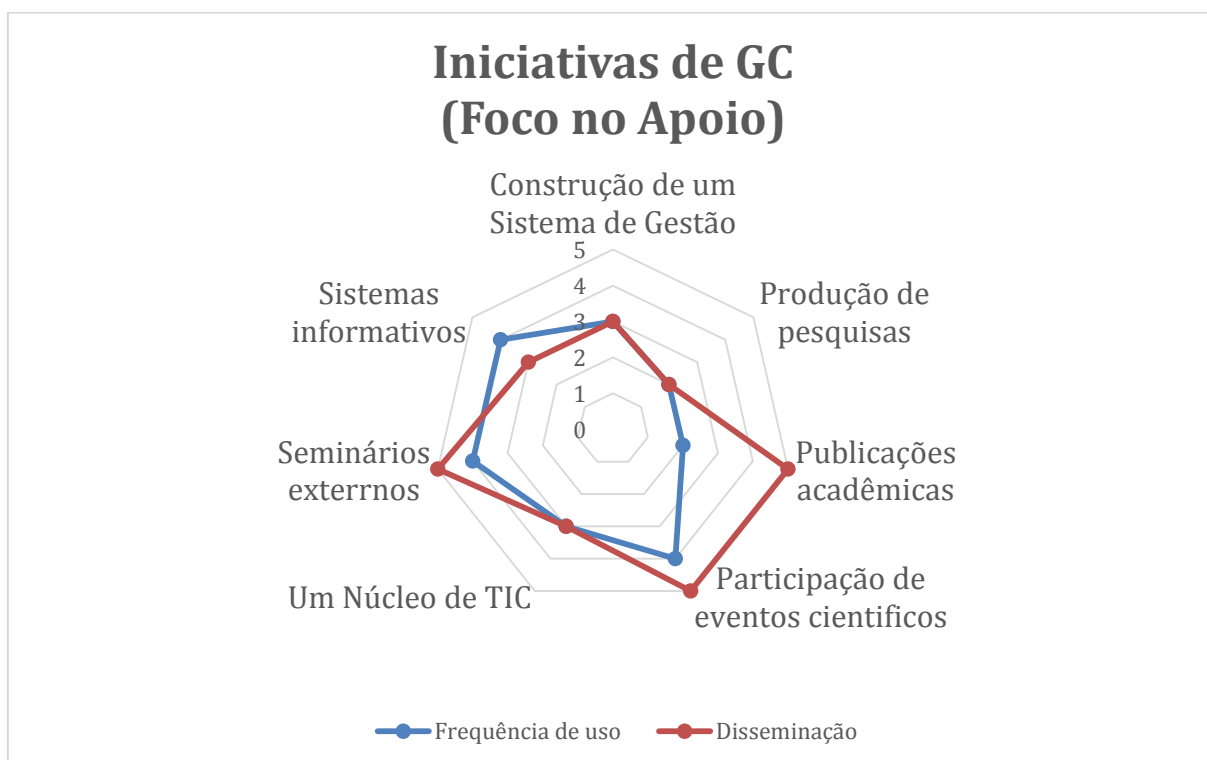 Iniciativas de GC
(Foco no Apoio)
Construção de um
Sistema de Gestão
Produção de
pesquisas
Publicações
acadêmicas
Participação de
eventos cientificos
Um Núcleo de TIC
Seminários
exterrnos
Sistemas
informativos
5
4
3
2
1
0
Frequência de uso
Disseminação